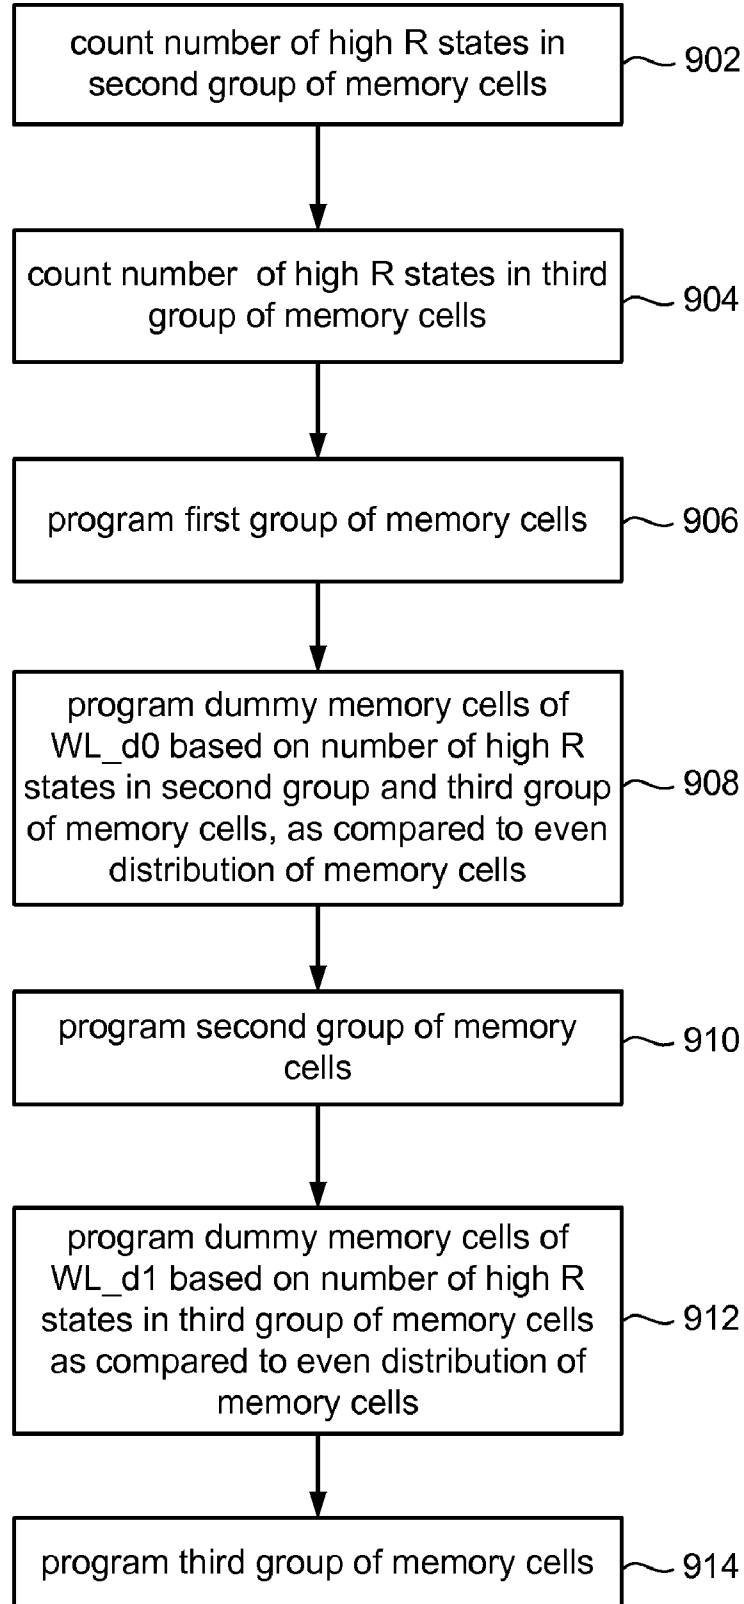 count number of high R states in
second group of memory cells
902
count number of high R states in third
group of memory cells
904
program first group of memory cells
906
program dummy memory cells of
WL_d0 based on number of high R
states in second group and third group
of memory cells, as compared to even
distribution of memory cells
908
program second group of memory
cells
910
program dummy memory cells of
WL_d1 based on number of high R
states in third group of memory cells
as compared to even distribution of
memory cells
912
program third group of memory cells
914